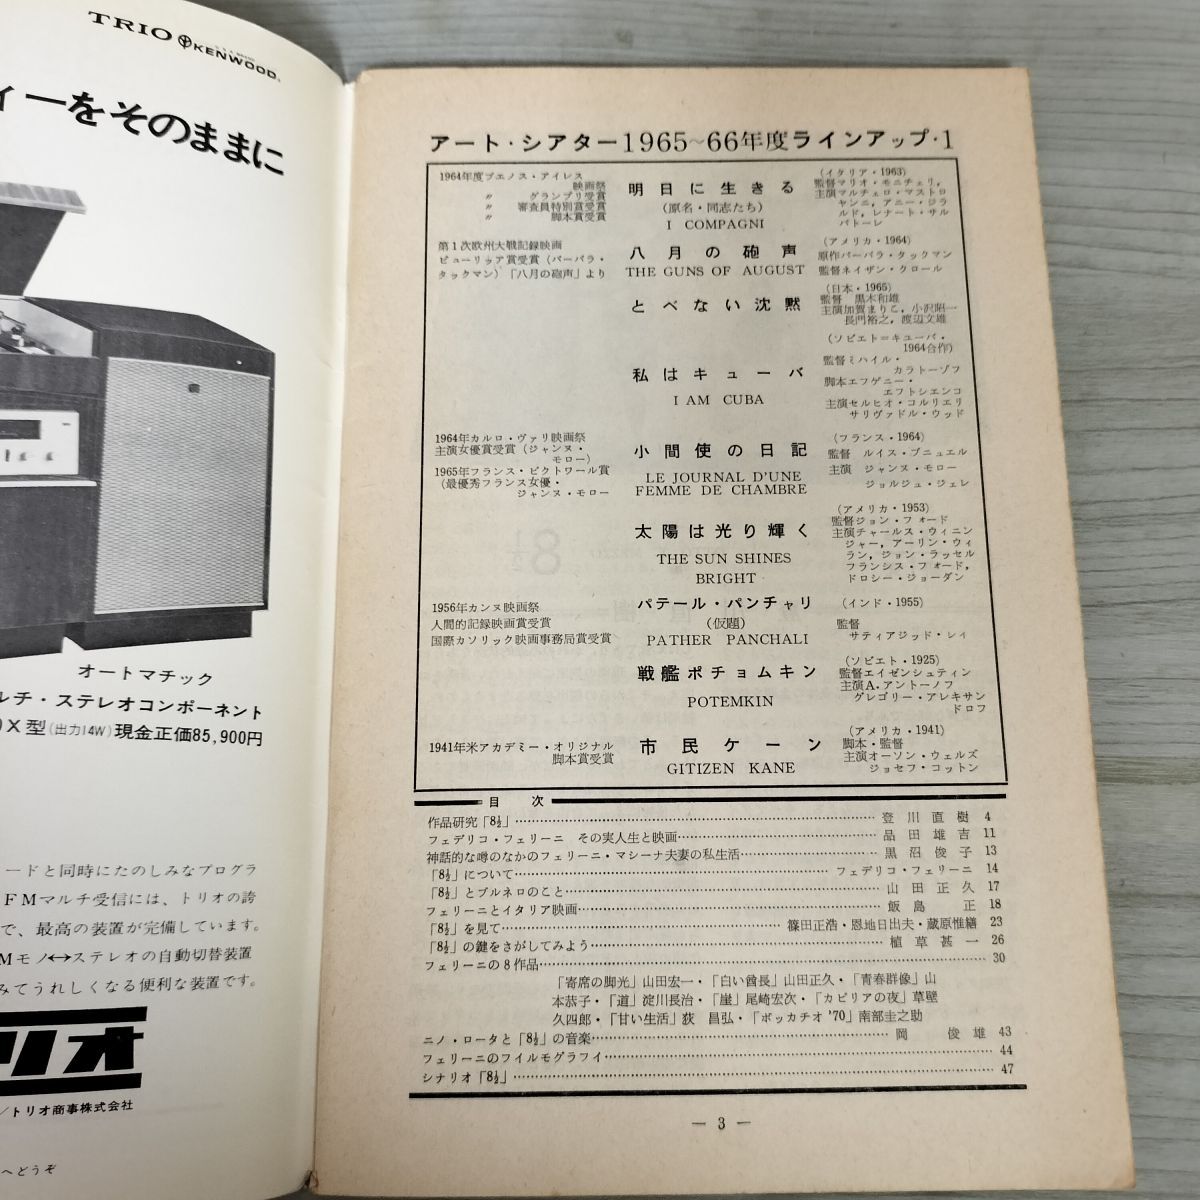 TRIO KENWOOD
ィーをそのままに
オートマチック
ルチ・ステレオコンポーネント
0X型(出力14W)現金正価85,900円
ードと同時にたのしみなプログラ
FMマルチ受信には、トリオの誇
で、最高の装置が完備しています。
Mモノ↔ステレオの自動切替装置
みてうれしくなる便利な装置です。
リオ
/トリオ商事株式会社
へどうぞ
アート・シアター1965~66年度ラインアップ・1
1964年度ブエノス・アイレス
映画祭
〃 グランプリ受賞
〃 審査員特別賞受賞
〃 脚本賞受賞
明日に生きる
(原名・同志たち)
I COMPAGNI
(イタリア・1963)
監督マリオ・モニチェリ,
主演マルチェロ・マストロ
ヤンニ, アニー・ジラ
ルド, レナート・サル
バトーレ
第1次欧州大戦記録映画
ピューリッァ賞受賞(バーバラ・
タックマン)「八月の砲声」より
八月の砲声
THE GUNS OF AUGUST
(アメリカ・1964)
原作バーバラ・タックマン
監督ネイザン・クロール
とべない沈黙
(日本・1965)
監督 黒木和雄
主演加賀まりこ, 小沢昭一
長門裕之, 渡辺文雄
私はキューバ
I AM CUBA
(ソビエト=キューバ・
1964合作)
監督ミハイル・
カラトーゾフ
脚本エフゲニー・
エフトシエンコ
主演セルヒオ・コルリエリ
サリヴァドル・ウッド
1964年カルロ・ヴァリ映画祭
主演女優賞受賞(ジャンヌ・
モロー)
1965年フランス・ビクトワール賞
(最優秀フランス女優・
ジャンヌ・モロー
小間使の日記
LE JOURNAL D'UNE
FEMME DE CHAMBRE
(フランス・1964)
監督 ルイス・ブニュエル
主演 ジャンヌ・モロー
ジョルジュ・ジェレ
太陽は光り輝く
THE SUN SHINES
BRIGHT
(アメリカ・1953)
監督ジョン・フォード
主演チャールス・ウィニン
ジャー, アーリン・ウィ
ラン, ジョン・ラッセル
フランシス・フォード,
ドロシー・ジョーダン
1956年カンヌ映画祭
人間的記録映画賞受賞
国際カソリック映画事務局賞受賞
パテール・パンチャリ
(仮題)
PATHER PANCHALI
(インド・1955)
監督
サティアジッド・レイ
戦艦ポチョムキン
POTEMKIN
(ソビエト・1925)
監督エイゼンシュティン
主演A.アントーノフ
グレゴリー・アレキサン
ドロフ
1941年米アカデミー・オリジナル
脚本賞受賞
市民ケーン
GITIZEN KANE
(アメリカ・1941)
脚本・監督
主演オーソン・ウェルズ
ジョセフ・コットン
目次
作品研究「8½」……登川直樹 4
フェデリコ・フェリーニ その実人生と映画……品田雄吉 11
神話的な噂のなかのフェリーニ・マシーナ夫妻の私生活……黒沼俊子 13
「8½」について……フェデリコ・フェリーニ 14
「8½」とブルネロのこと……山田正久 17
フェリーニとイタリア映画……飯島正 18
「8½」を見て……篠田正浩・恩地日出夫・蔵原惟繕 23
「8½」の鍵をさがしてみよう……植草甚一 26
フェリーニの8作品……30
「寄席の脚光」山田宏一・「白い酋長」山田正久・「青春群像」山
本恭子・「道」淀川長治・「崖」尾崎宏次・「カビリアの夜」草壁
久四郎・「甘い生活」荻 昌弘・「ボッカチオ'70」南部圭之助
ニノ・ロータと「8½」の音楽……岡俊雄 43
フェリーニのフイルモグラフイ……44
シナリオ「8½」……47
— 3 —